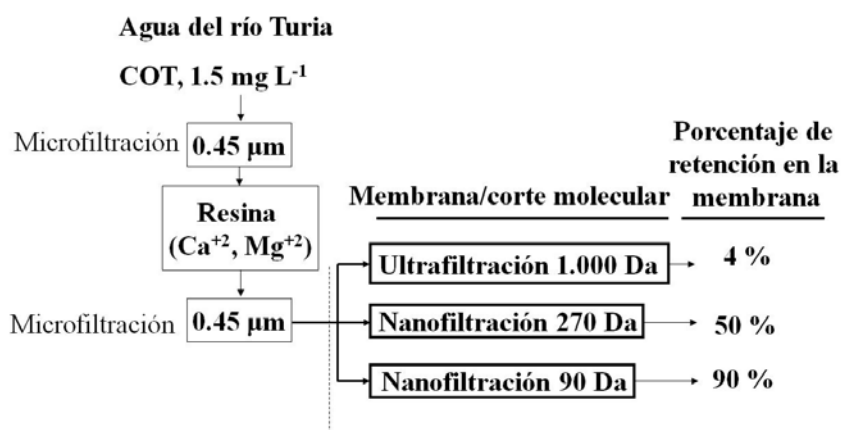 Agua del río Turia
COT, 1.5 mg L-1
Microfiltración
0.45 μm
Resina
(Ca+2, Mg+2)
Microfiltración
0.45 μm
Membrana/corte molecular
Porcentaje de
retención en la
membrana
Ultrafiltración 1.000 Da
4 %
Nanofiltración 270 Da
50 %
Nanofiltración 90 Da
90 %